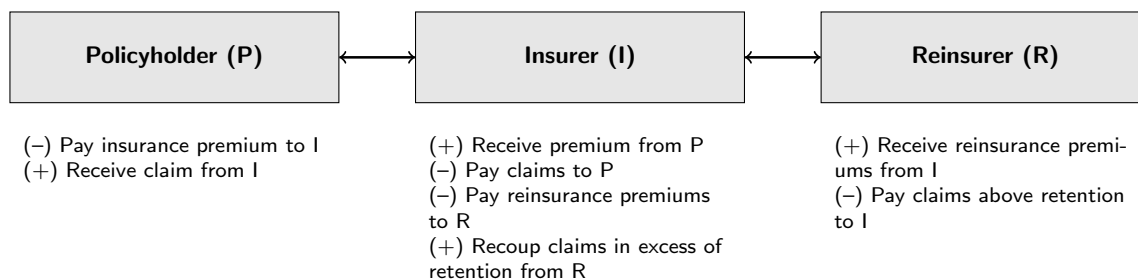 Policyholder (P)
Insurer (I)
Reinsurer (R)
(–) Pay insurance premium to I
(+) Receive claim from I
(+) Receive premium from P
(–) Pay claims to P
(–) Pay reinsurance premiums
to R
(+) Recoup claims in excess of
retention from R
(+) Receive reinsurance premi-
ums from I
(–) Pay claims above retention
to I